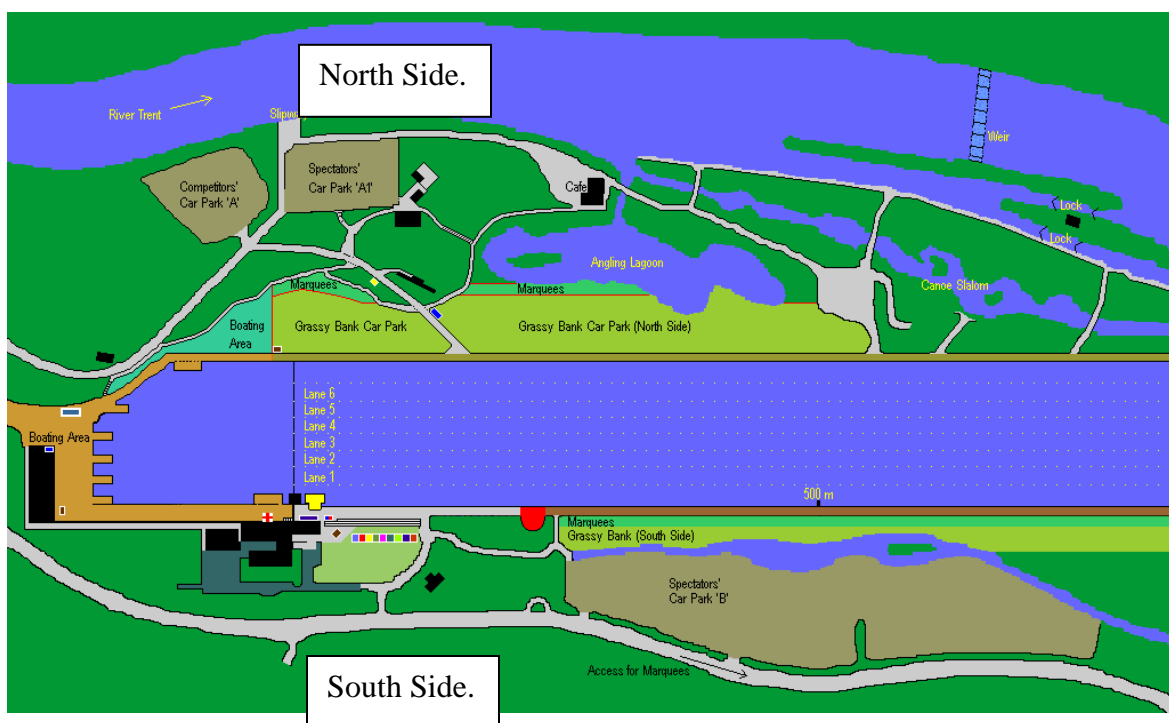 North Side.
River Trent
Weir
Spectators'
Car Park 'A1'
Competitors'
Car Park 'A'
Cafe
Lock
Lock
Angling Lagoon
Canoe Slalom
Marquees
Marquees
Boating
Area
Grassy Bank Car Park
Grassy Bank Car Park (North Side)
Lane 6
Lane 5
Lane 4
Lane 3
Lane 2
Lane 1
Boating Area
500 m
Marquees
Grassy Bank (South Side)
Spectators'
Car Park 'B'
Access for Marquees
South Side.